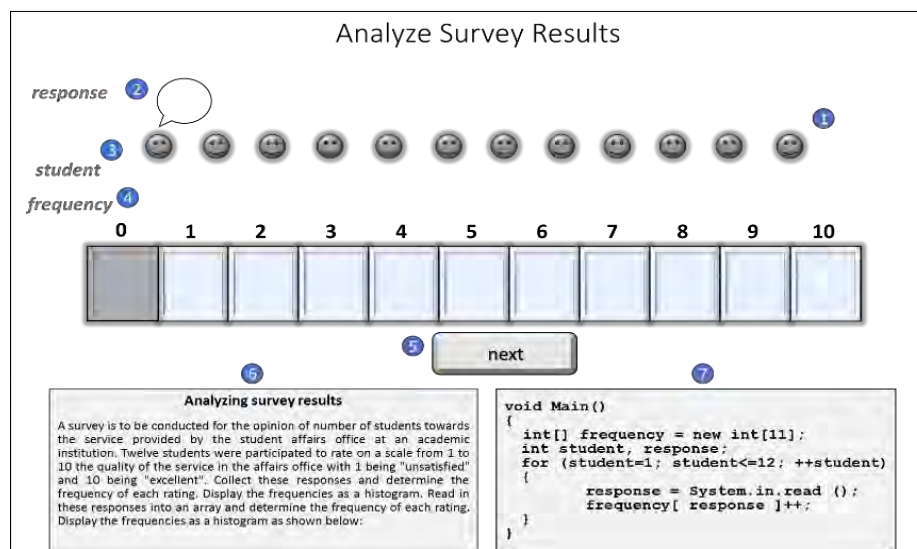 Analyze Survey Results
response 2
1
student 3
frequency 4
0 1 2 3 4 5 6 7 8 9 10
5 next
6
7
Analyzing survey results
A survey is to be conducted for the opinion of number of students towards
the service provided by the student affairs office at an academic
institution. Twelve students were participated to rate on a scale from 1 to
10 the quality of the service in the affairs office with 1 being "unsatisfied"
and 10 being "excellent". Collect these responses and determine the
frequency of each rating. Display the frequencies as a histogram. Read in
these responses into an array and determine the frequency of each rating.
Display the frequencies as a histogram as shown below:
void Main()
{
int[] frequency = new int[11];
int student, response;
for (student=1; student<=12; ++student)
{
response = System.in.read ();
frequency[ response ]++;
}
}